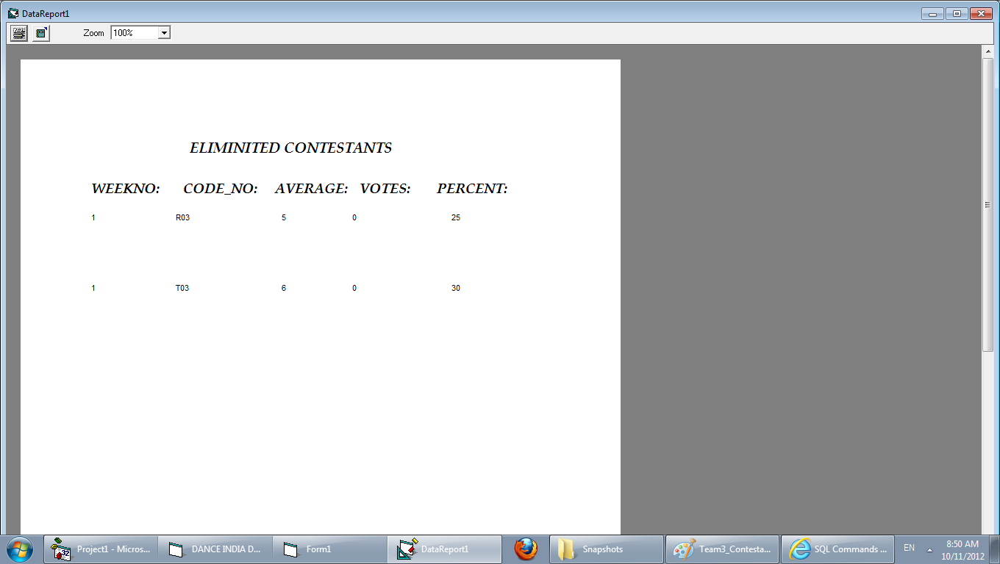 DataReport1
Zoom 100%
ELIMINITED CONTESTANTS
WEEKNO: CODE_NO: AVERAGE: VOTES: PERCENT:
1 R03 5 0 25
1 T03 6 0 30
Project1 - Micros... DANCE INDIA D... Form1 DataReport1 Snapshots Team3_Contesta... SQL Commands ... EN 8:50 AM
10/11/2012